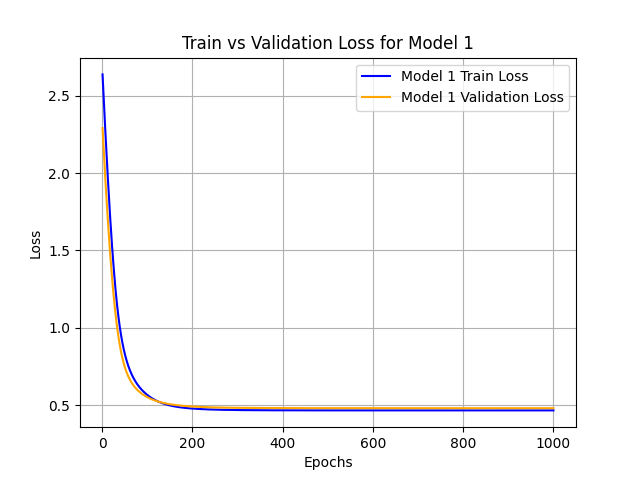 Train vs Validation Loss for Model 1
Model 1 Train Loss
Model 1 Validation Loss
Loss
2.5
2.0
1.5
1.0
0.5
0 200 400 600 800 1000
Epochs